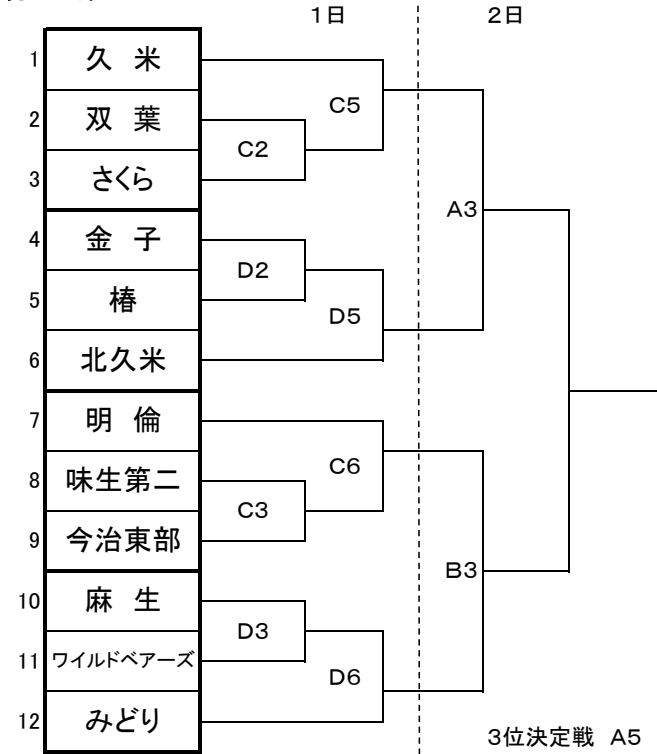 1日 2日
1 久 米
2 双 葉
3 さくら
4 金 子
5 椿
6 北久米
7 明 倫
8 味生第二
9 今治東部
10 麻 生
11 ワイルドベアーズ
12 みどり
C5
C2
A3
D2
D5
C6
C3
B3
D3
D6
3位決定戦 A5